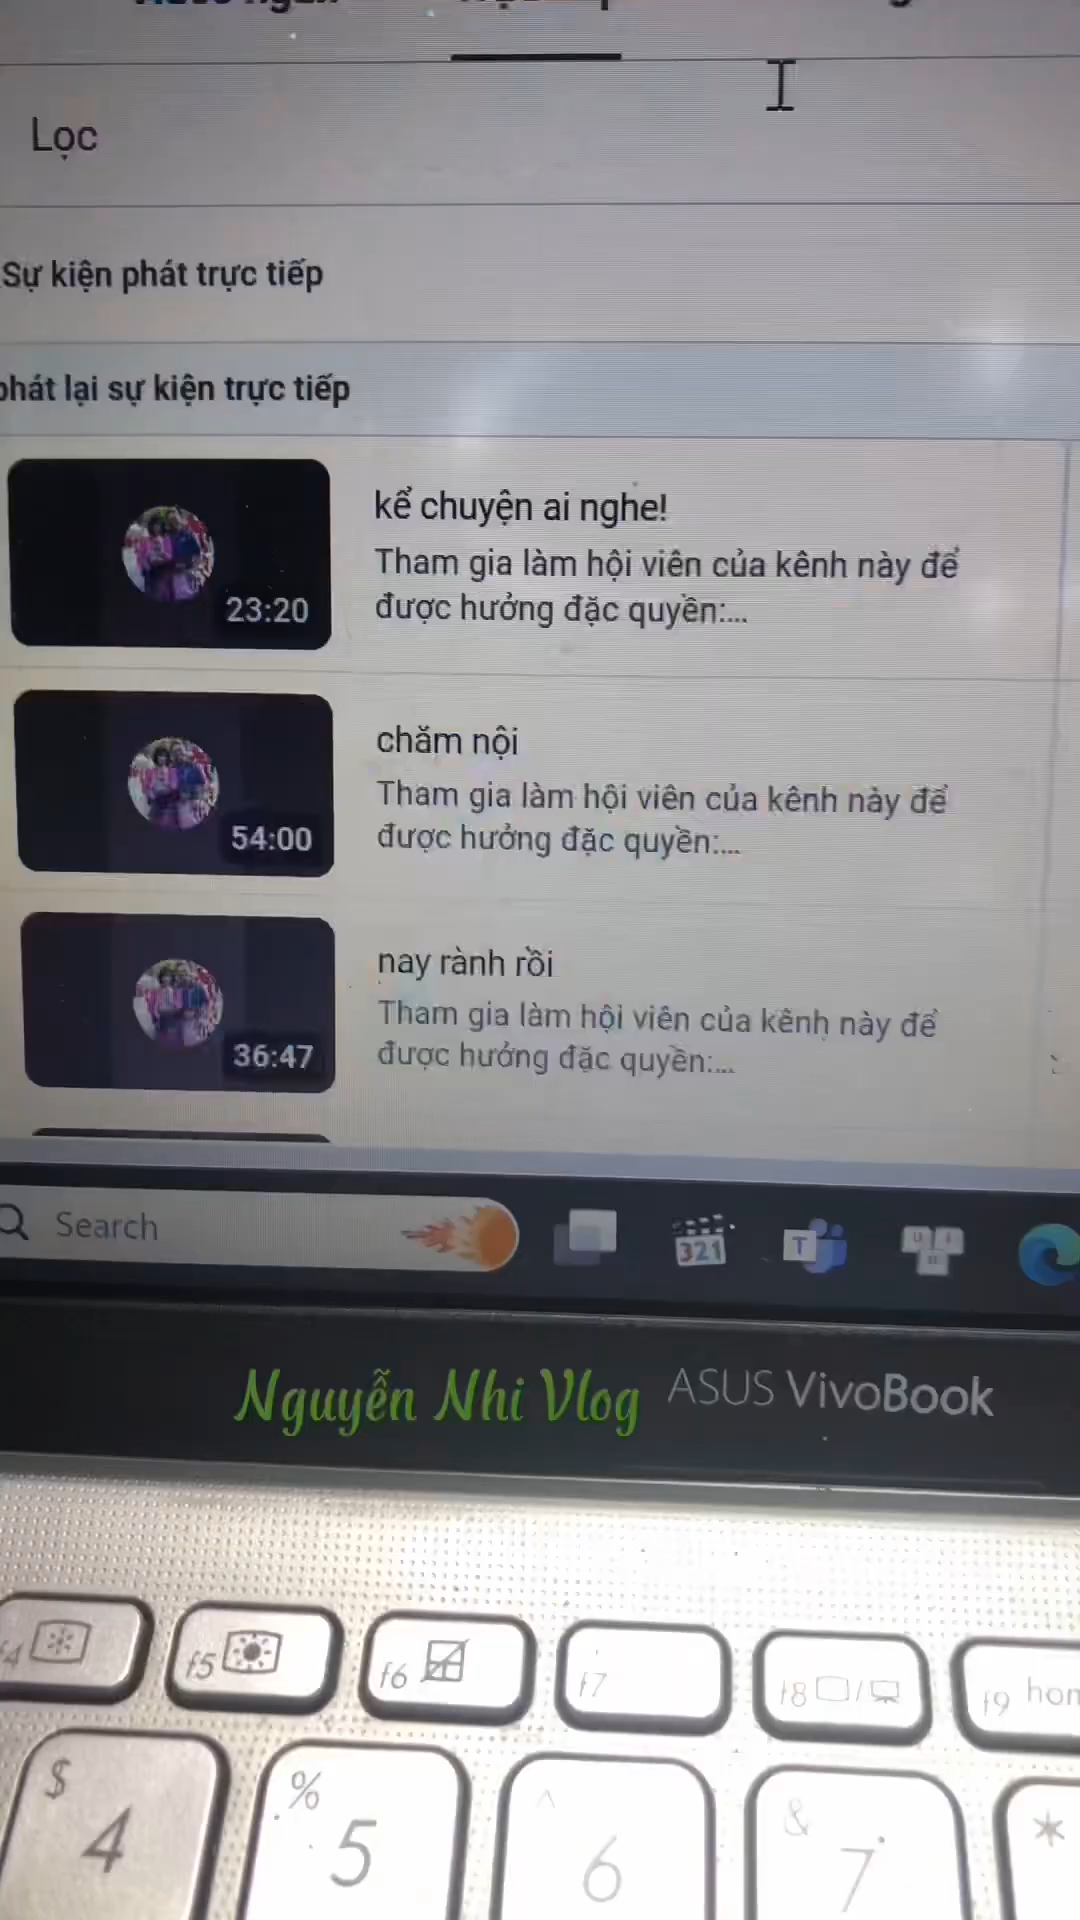 Lọc
Sự kiện phát trực tiếp
phát lại sự kiện trực tiếp
kể chuyện ai nghe!
Tham gia làm hội viên của kênh này để
được hưởng đặc quyền:...
23:20
chăm nội
Tham gia làm hội viên của kênh này để
được hưởng đặc quyền:...
54:00
nay rành rồi
Tham gia làm hội viên của kênh này để
được hưởng đặc quyền:...
36:47
Search
321
T
Nguyễn Nhi Vlog
ASUS VivoBook
f4
f5
f6
f7
f8
f9
$
4
%
5
^
6
&
7
*